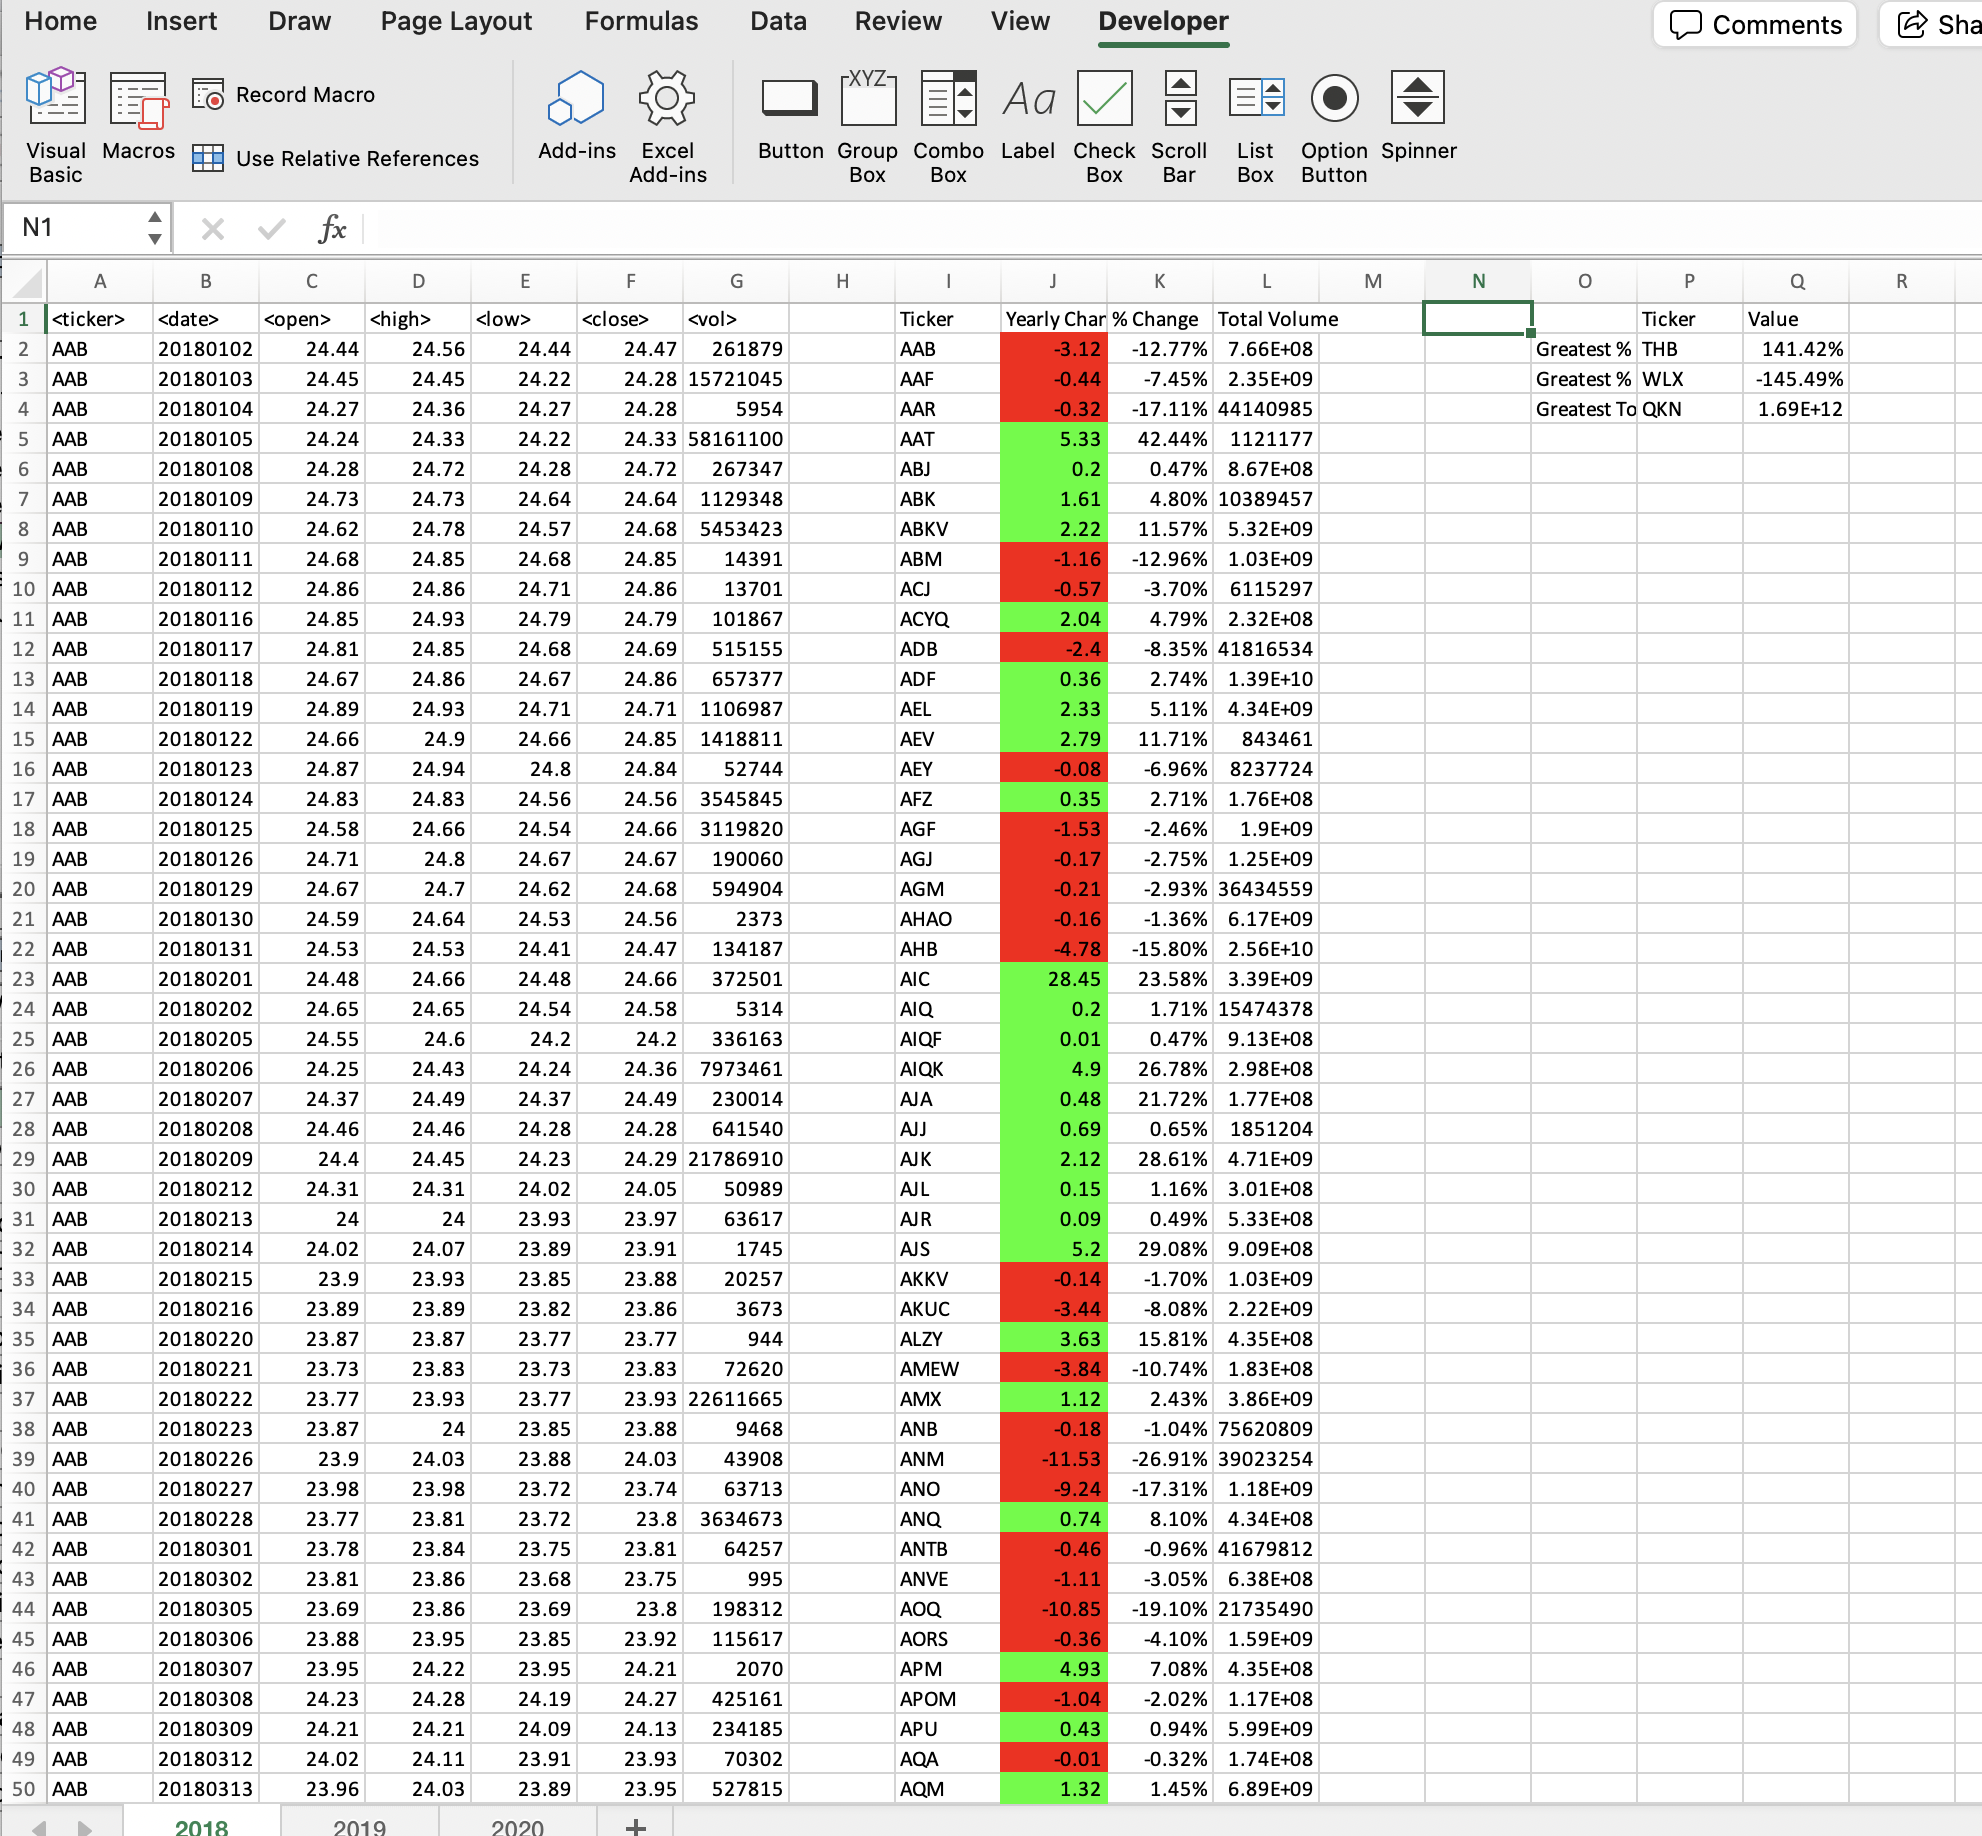 Home Insert Draw Page Layout Formulas Data Review View Developer Comments Sha
Visual Basic Macros Record Macro Use Relative References Add-ins Excel Add-ins Button Group Box Combo Box Label Check Box Scroll Bar List Box Option Button Spinner
XYZ Aa
N1 fx
A B C D E F G H I J K L M N O P Q R
1 <ticker> <date> <open> <high> <low> <close> <vol> Ticker Yearly Char % Change Total Volume Ticker Value
2 AAB 20180102 24.44 24.56 24.44 24.47 261879 AAB -3.12 -12.77% 7.66E+08 Greatest % THB 141.42%
3 AAB 20180103 24.45 24.45 24.22 24.28 15721045 AAF -0.44 -7.45% 2.35E+09 Greatest % WLX -145.49%
4 AAB 20180104 24.27 24.36 24.27 24.28 5954 AAR -0.32 -17.11% 44140985 Greatest To QKN 1.69E+12
5 AAB 20180105 24.24 24.33 24.22 24.33 58161100 AAT 5.33 42.44% 1121177
6 AAB 20180108 24.28 24.72 24.28 24.72 267347 ABJ 0.2 0.47% 8.67E+08
7 AAB 20180109 24.73 24.73 24.64 24.64 1129348 ABK 1.61 4.80% 10389457
8 AAB 20180110 24.62 24.78 24.57 24.68 5453423 ABKV 2.22 11.57% 5.32E+09
9 AAB 20180111 24.68 24.85 24.68 24.85 14391 ABM -1.16 -12.96% 1.03E+09
10 AAB 20180112 24.86 24.86 24.71 24.86 13701 ACJ -0.57 -3.70% 6115297
11 AAB 20180116 24.85 24.93 24.79 24.79 101867 ACYQ 2.04 4.79% 2.32E+08
12 AAB 20180117 24.81 24.85 24.68 24.69 515155 ADB -2.4 -8.35% 41816534
13 AAB 20180118 24.67 24.86 24.67 24.86 657377 ADF 0.36 2.74% 1.39E+10
14 AAB 20180119 24.89 24.93 24.71 24.71 1106987 AEL 2.33 5.11% 4.34E+09
15 AAB 20180122 24.66 24.9 24.66 24.85 1418811 AEV 2.79 11.71% 843461
16 AAB 20180123 24.87 24.94 24.8 24.84 52744 AEY -0.08 -6.96% 8237724
17 AAB 20180124 24.83 24.83 24.56 24.56 3545845 AFZ 0.35 2.71% 1.76E+08
18 AAB 20180125 24.58 24.66 24.54 24.66 3119820 AGF -1.53 -2.46% 1.9E+09
19 AAB 20180126 24.71 24.8 24.67 24.67 190060 AGJ -0.17 -2.75% 1.25E+09
20 AAB 20180129 24.67 24.7 24.62 24.68 594904 AGM -0.21 -2.93% 36434559
21 AAB 20180130 24.59 24.64 24.53 24.56 2373 AHAO -0.16 -1.36% 6.17E+09
22 AAB 20180131 24.53 24.53 24.41 24.47 134187 AHB -4.78 -15.80% 2.56E+10
23 AAB 20180201 24.48 24.66 24.48 24.66 372501 AIC 28.45 23.58% 3.39E+09
24 AAB 20180202 24.65 24.65 24.54 24.58 5314 AIQ 0.2 1.71% 15474378
25 AAB 20180205 24.55 24.6 24.2 24.2 336163 AIQF 0.01 0.47% 9.13E+08
26 AAB 20180206 24.25 24.43 24.24 24.36 7973461 AIQK 4.9 26.78% 2.98E+08
27 AAB 20180207 24.37 24.49 24.37 24.49 230014 AJA 0.48 21.72% 1.77E+08
28 AAB 20180208 24.46 24.46 24.28 24.28 641540 AJJ 0.69 0.65% 1851204
29 AAB 20180209 24.4 24.45 24.23 24.29 21786910 AJK 2.12 28.61% 4.71E+09
30 AAB 20180212 24.31 24.31 24.02 24.05 50989 AJL 0.15 1.16% 3.01E+08
31 AAB 20180213 24 24 23.93 23.97 63617 AJR 0.09 0.49% 5.33E+08
32 AAB 20180214 24.02 24.07 23.89 23.91 1745 AJS 5.2 29.08% 9.09E+08
33 AAB 20180215 23.9 23.93 23.85 23.88 20257 AKKV -0.14 -1.70% 1.03E+09
34 AAB 20180216 23.89 23.89 23.82 23.86 3673 AKUC -3.44 -8.08% 2.22E+09
35 AAB 20180220 23.87 23.87 23.77 23.77 944 ALZY 3.63 15.81% 4.35E+08
36 AAB 20180221 23.73 23.83 23.73 23.83 72620 AMEW -3.84 -10.74% 1.83E+08
37 AAB 20180222 23.77 23.93 23.77 23.93 22611665 AMX 1.12 2.43% 3.86E+09
38 AAB 20180223 23.87 24 23.85 23.88 9468 ANB -0.18 -1.04% 75620809
39 AAB 20180226 23.9 24.03 23.88 24.03 43908 ANM -11.53 -26.91% 39023254
40 AAB 20180227 23.98 23.98 23.72 23.74 63713 ANO -9.24 -17.31% 1.18E+09
41 AAB 20180228 23.77 23.81 23.72 23.8 3634673 ANQ 0.74 8.10% 4.34E+08
42 AAB 20180301 23.78 23.84 23.75 23.81 64257 ANTB -0.46 -0.96% 41679812
43 AAB 20180302 23.81 23.86 23.68 23.75 995 ANVE -1.11 -3.05% 6.38E+08
44 AAB 20180305 23.69 23.86 23.69 23.8 198312 AOQ -10.85 -19.10% 21735490
45 AAB 20180306 23.88 23.95 23.85 23.92 115617 AORS -0.36 -4.10% 1.59E+09
46 AAB 20180307 23.95 24.22 23.95 24.21 2070 APM 4.93 7.08% 4.35E+08
47 AAB 20180308 24.23 24.28 24.19 24.27 425161 APOM -1.04 -2.02% 1.17E+08
48 AAB 20180309 24.21 24.21 24.09 24.13 234185 APU 0.43 0.94% 5.99E+09
49 AAB 20180312 24.02 24.11 23.91 23.93 70302 AQA -0.01 -0.32% 1.74E+08
50 AAB 20180313 23.96 24.03 23.89 23.95 527815 AQM 1.32 1.45% 6.89E+09
2018 2019 2020 +